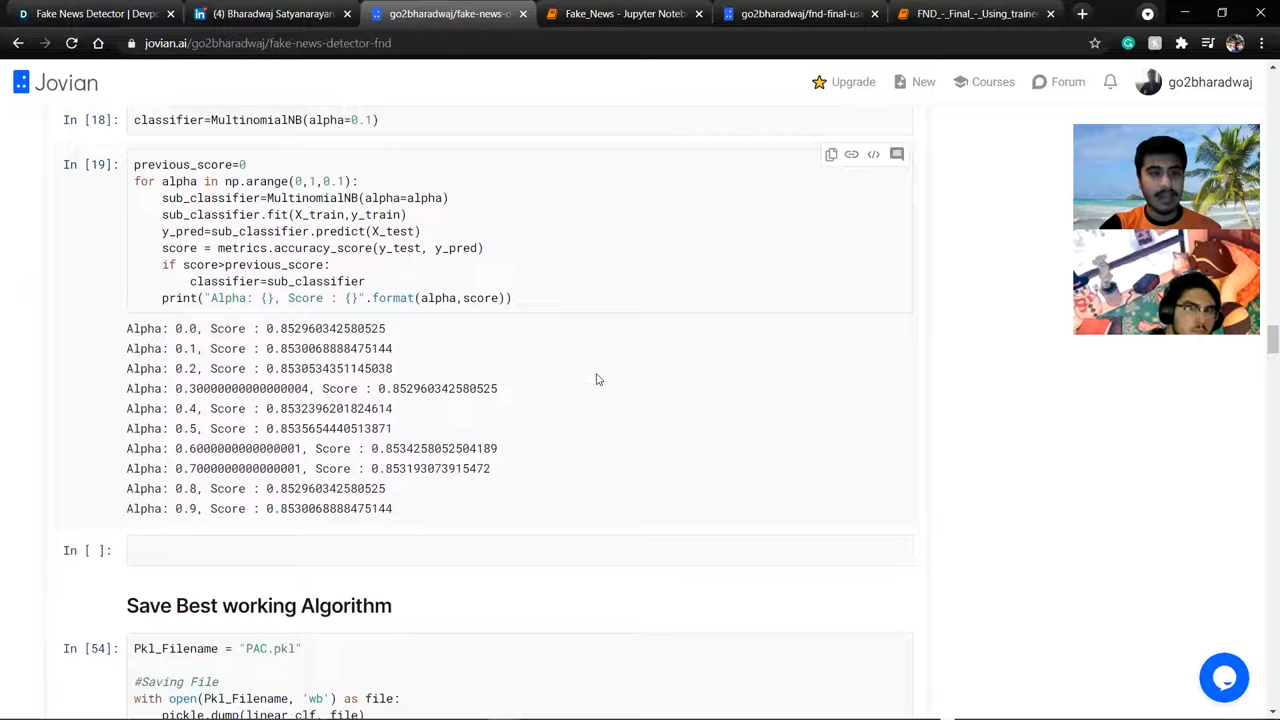 Fake News Detector | Devpo
(4) Bharadwaj Satyanarayan
go2bharadwaj/fake-news-de
Fake_News - Jupyter Noteb
go2bharadwaj/fnd-final-us
FND_-_Final_-_Using_traine
jovian.ai/go2bharadwaj/fake-news-detector-fnd
Jovian
Upgrade
New
Courses
Forum
go2bharadwaj
In [18]: classifier=MultinomialNB(alpha=0.1)
In [19]: previous_score=0
for alpha in np.arange(0,1,0.1):
sub_classifier=MultinomialNB(alpha=alpha)
sub_classifier.fit(X_train,y_train)
y_pred=sub_classifier.predict(X_test)
score = metrics.accuracy_score(y_test, y_pred)
if score>previous_score:
classifier=sub_classifier
print("Alpha: {}, Score : {}".format(alpha,score))
Alpha: 0.0, Score : 0.852960342580525
Alpha: 0.1, Score : 0.8530068888475144
Alpha: 0.2, Score : 0.8530534351145038
Alpha: 0.30000000000000004, Score : 0.852960342580525
Alpha: 0.4, Score : 0.8532396201824614
Alpha: 0.5, Score : 0.8535654440513871
Alpha: 0.6000000000000001, Score : 0.8534258052504189
Alpha: 0.7000000000000001, Score : 0.853193073915472
Alpha: 0.8, Score : 0.852960342580525
Alpha: 0.9, Score : 0.8530068888475144
In [ ]:
Save Best working Algorithm
In [54]: Pkl_Filename = "PAC.pkl"
#Saving File
with open(Pkl_Filename, 'wb') as file:
pickle.dump(linear_clf, file)